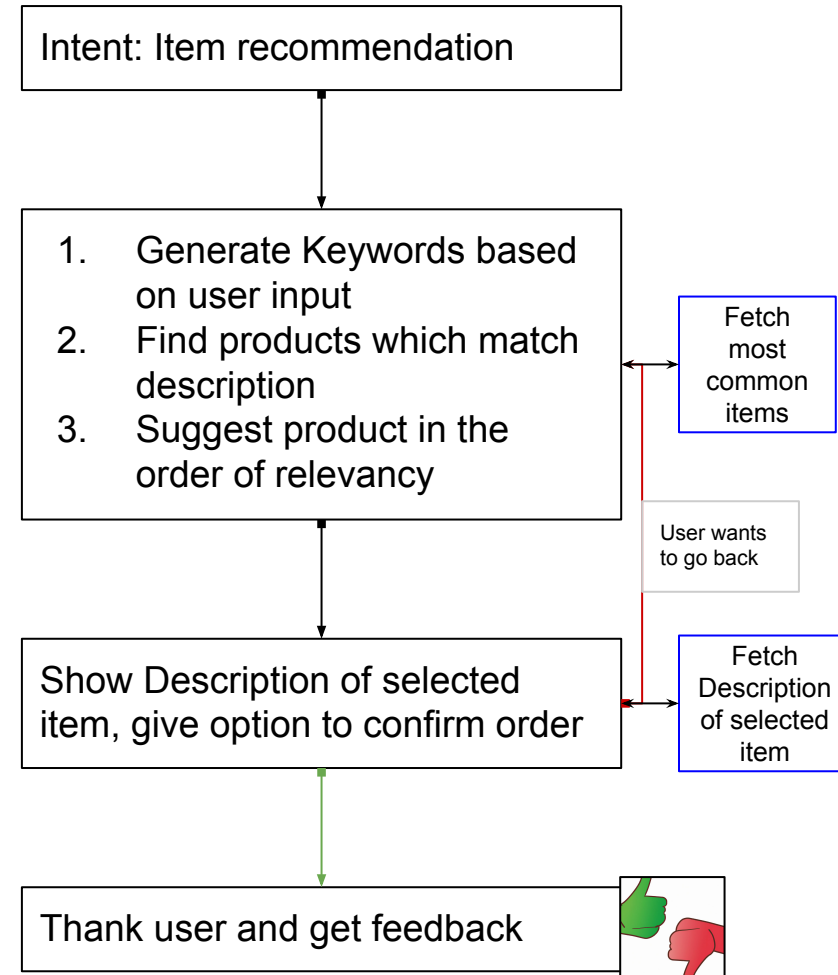 Intent: Item recommendation
1. Generate Keywords based
on user input
2. Find products which match
description
3. Suggest product in the
order of relevancy
Fetch
most
common
items
User wants
to go back
Show Description of selected
item, give option to confirm order
Fetch
Description
of selected
item
Thank user and get feedback